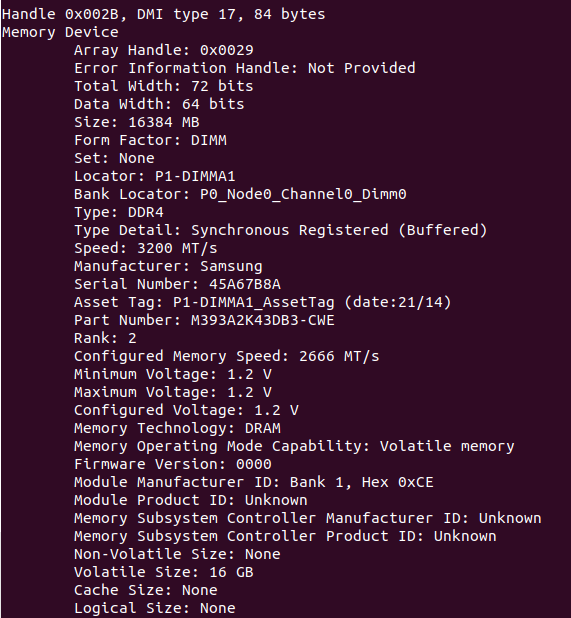 Handle 0x002B, DMI type 17, 84 bytes
Memory Device
Array Handle: 0x0029
Error Information Handle: Not Provided
Total Width: 72 bits
Data Width: 64 bits
Size: 16384 MB
Form Factor: DIMM
Set: None
Locator: P1-DIMMA1
Bank Locator: P0_Node0_Channel0_Dimm0
Type: DDR4
Type Detail: Synchronous Registered (Buffered)
Speed: 3200 MT/s
Manufacturer: Samsung
Serial Number: 45A67B8A
Asset Tag: P1-DIMMA1_AssetTag (date:21/14)
Part Number: M393A2K43DB3-CWE
Rank: 2
Configured Memory Speed: 2666 MT/s
Minimum Voltage: 1.2 V
Maximum Voltage: 1.2 V
Configured Voltage: 1.2 V
Memory Technology: DRAM
Memory Operating Mode Capability: Volatile memory
Firmware Version: 0000
Module Manufacturer ID: Bank 1, Hex 0xCE
Module Product ID: Unknown
Memory Subsystem Controller Manufacturer ID: Unknown
Memory Subsystem Controller Product ID: Unknown
Non-Volatile Size: None
Volatile Size: 16 GB
Cache Size: None
Logical Size: None